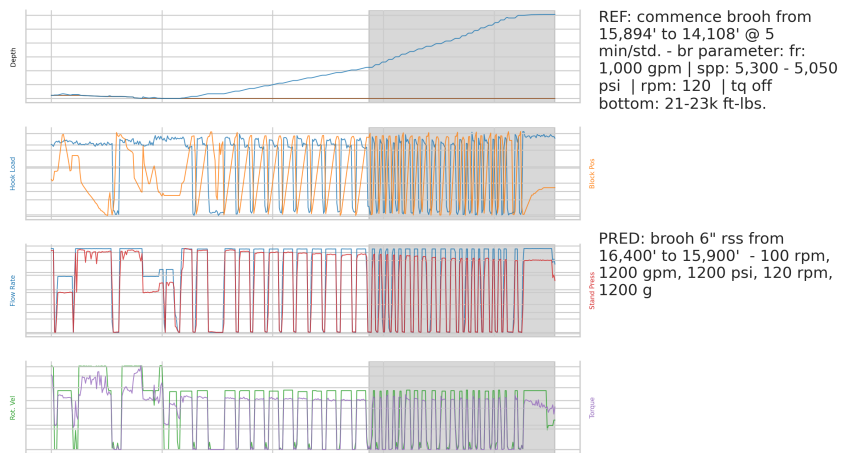 Depth
REF: commence brooh from
15,894' to 14,108' @ 5
min/std. - br parameter: fr:
1,000 gpm | spp: 5,300 - 5,050
psi  | rpm: 120  | tq off
bottom: 21-23k ft-lbs.
Hook Load
Block Pos
Flow Rate
Stand Press
PRED: brooh 6" rss from
16,400' to 15,900'  - 100 rpm,
1200 gpm, 1200 psi, 120 rpm,
1200 g
Rot. Vel
Torque